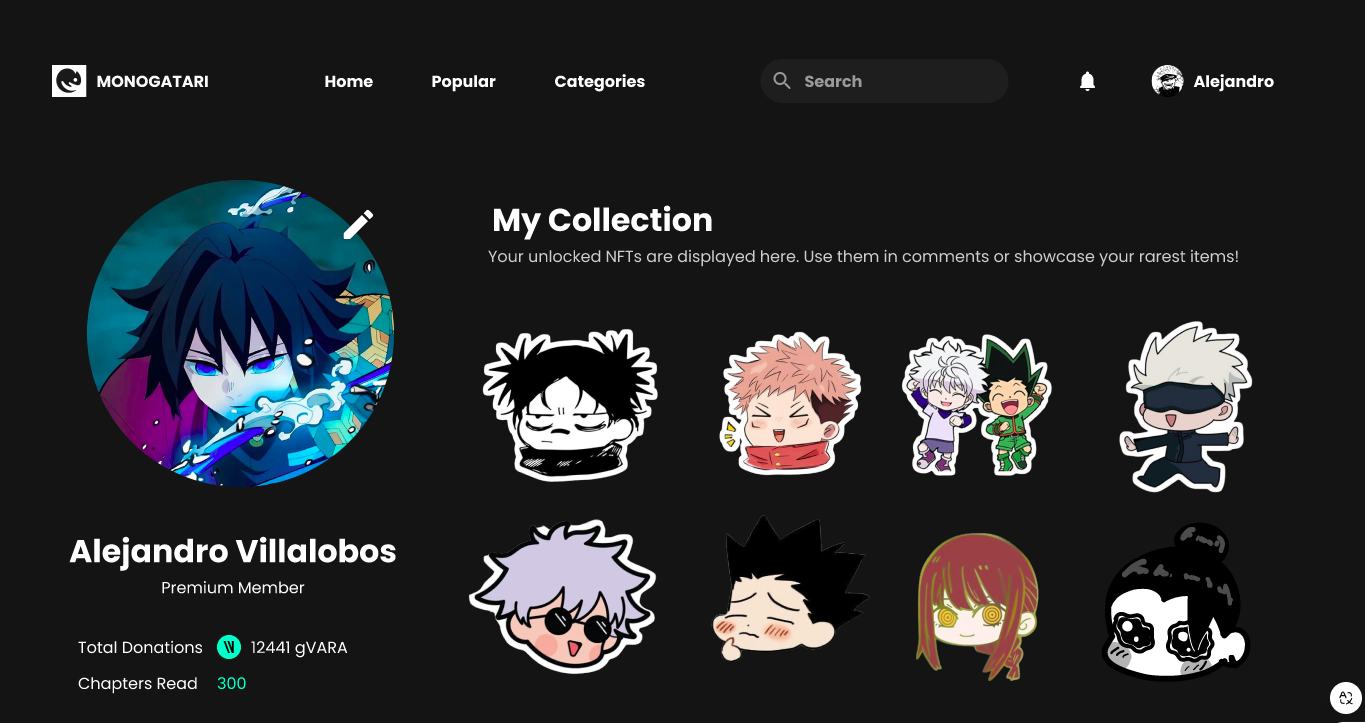 MONOGATARI
Home
Popular
Categories
Search
Alejandro
My Collection
Your unlocked NFTs are displayed here. Use them in comments or showcase your rarest items!
Alejandro Villalobos
Premium Member
Total Donations 12441 gVARA
Chapters Read 300